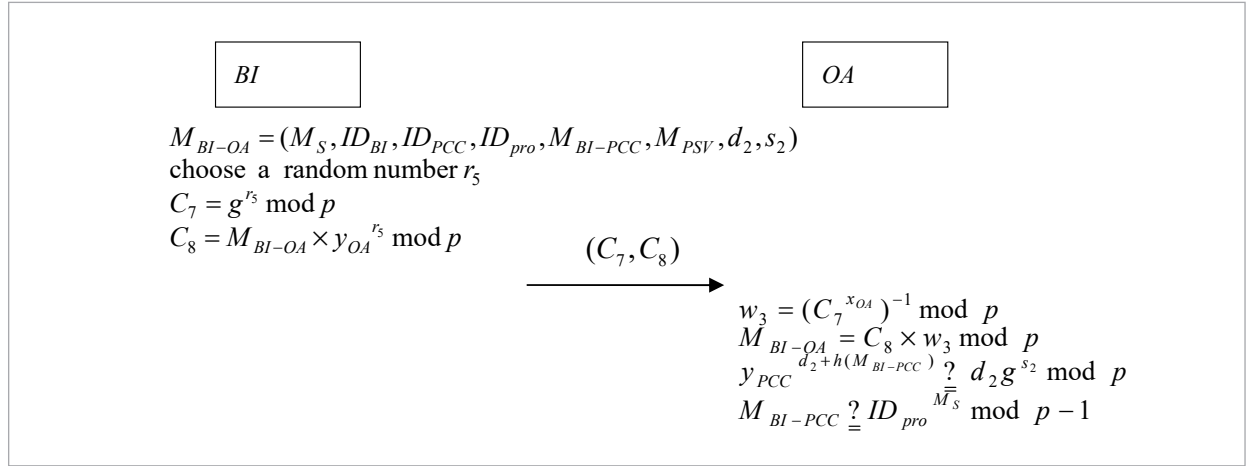 BI
OA
M_{BI-OA} = (M_S, ID_{BI}, ID_{PCC}, ID_{pro}, M_{BI-PCC}, M_{PSV}, d_2, s_2)
choose a random number r_5
C_7 = g^{r_5} mod p
C_8 = M_{BI-OA} × y_{OA}^{r_5} mod p
(C_7, C_8)
w_3 = (C_7^{x_{OA}})^{-1} mod p
M_{BI-OA} = C_8 × w_3 mod p
y_{PCC}^{d_2+h(M_{BI-PCC})} ≟ d_2 g^{s_2} mod p
M_{BI-PCC} ≟ ID_{pro}^{M_S} mod p-1